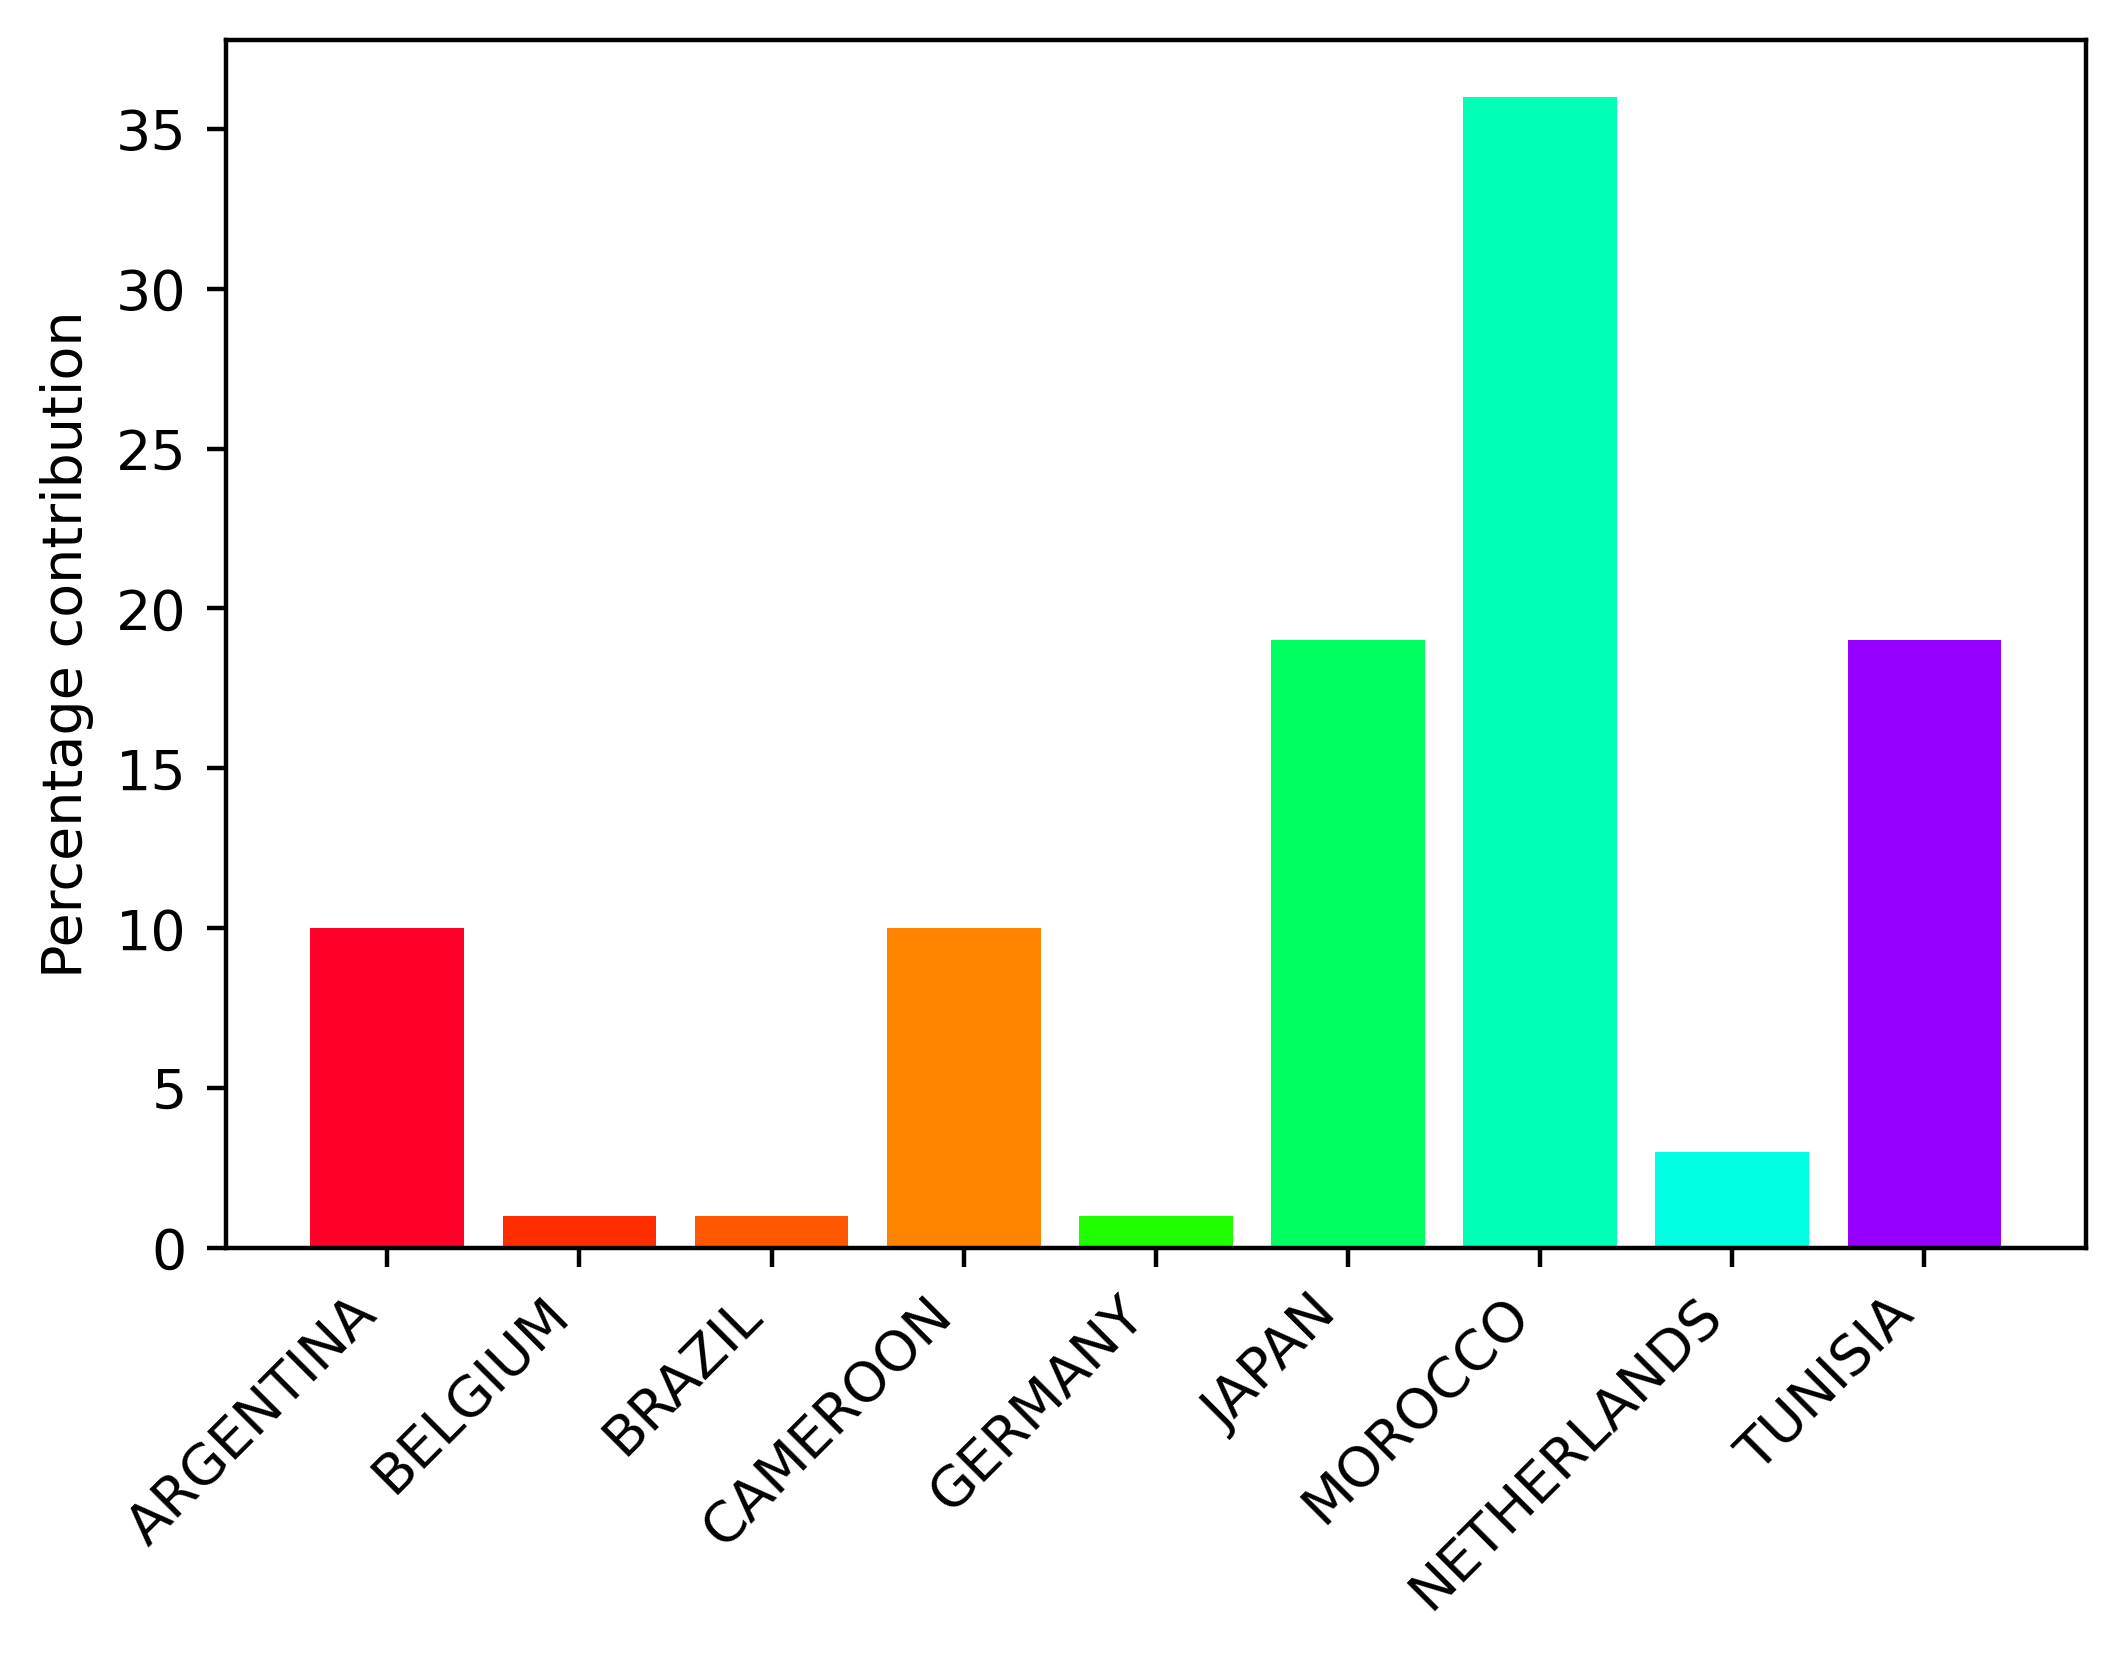 Percentage contribution
35
30
25
20
15
10
5
0
ARGENTINA
BELGIUM
BRAZIL
CAMEROON
GERMANY
JAPAN
MOROCCO
NETHERLANDS
TUNISIA